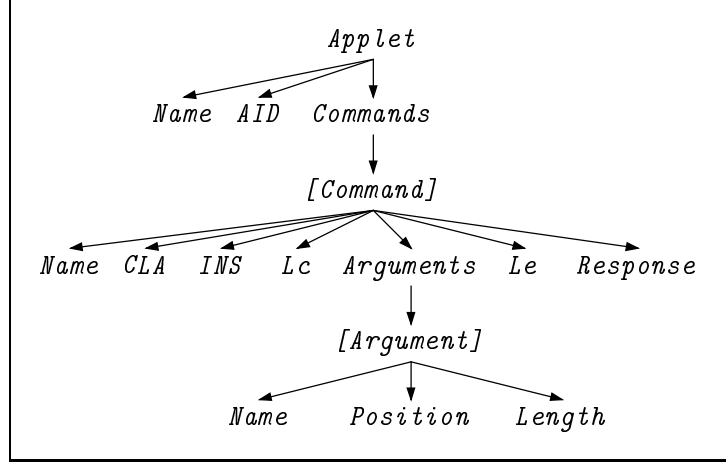 Applet
Name AID Commands
[Command]
Name CLA INS Lc Arguments Le Response
[Argument]
Name Position Length